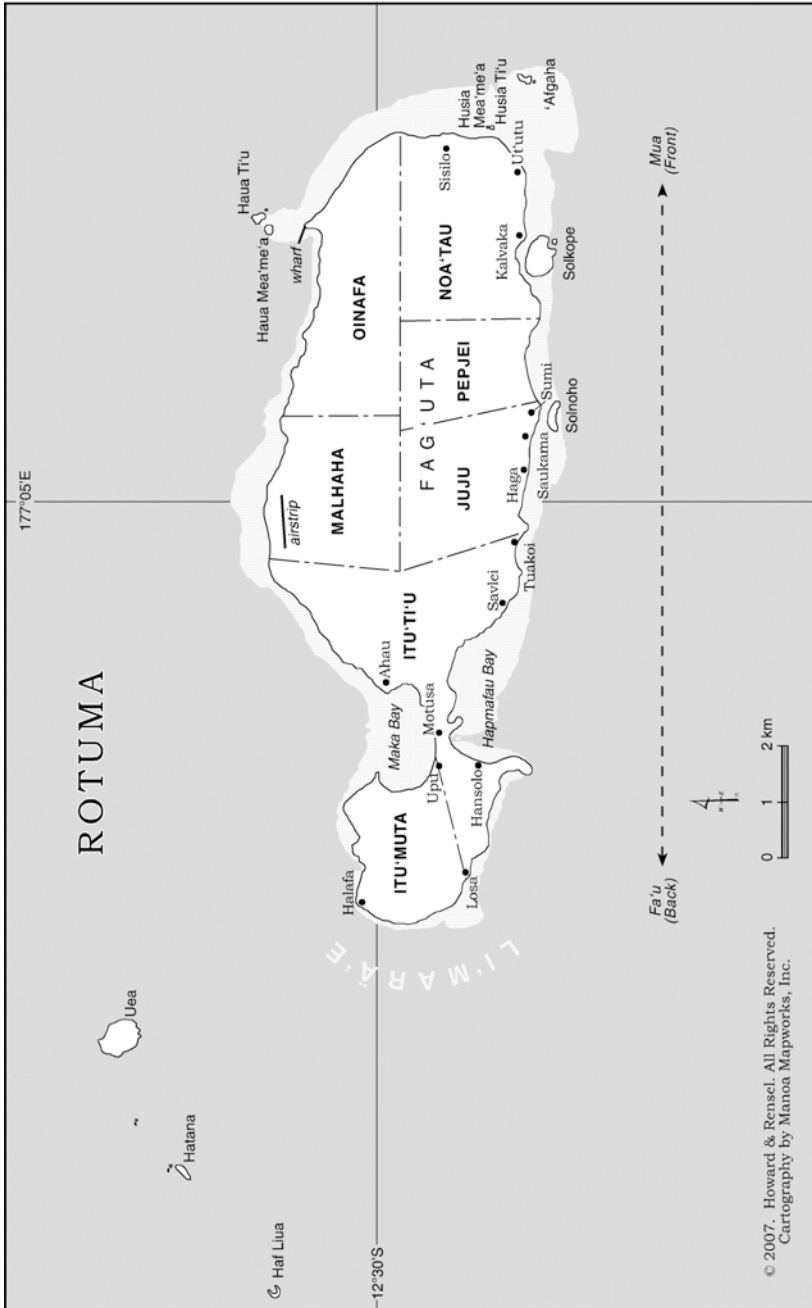 ROTUMA
177°05'E
Uea
Hatana
Haf Liua
12°30'S
Haua Ti'u
Haua Mea'me'a
wharf
OINAFA
MALHAHA
airstrip
ITU'TI'U
Ahau
Maka Bay
Motusa
Upu
Hapmafau Bay
Hansolo
Halafa
ITU'MUTA
Losa
LI'MARÄ'E
FAG'UTA
NOA'TAU
PEPJEI
JUJU
Sisilo
Husia
Mea'me'a
Husia Ti'u
'Afgaha
Ut'utu
Kalvaka
Solkope
Sumi
Solnoho
Saukama
Haga
Tuakoi
Savlei
Fa'u
(Back)
Mua
(Front)
0 1 2 km
© 2007. Howard & Rensel. All Rights Reserved.
Cartography by Manoa Mapworks, Inc.